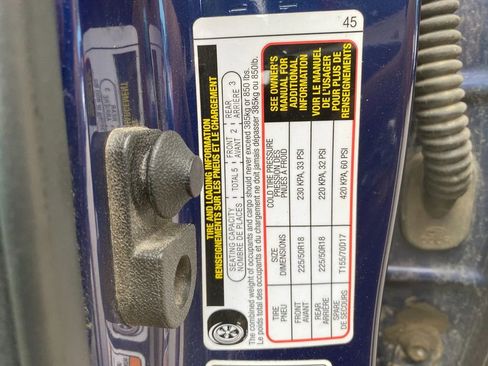 45
TIRE AND LOADING INFORMATION
RENSEIGNEMENTS SUR LES PNEUS ET LE CHARGEMENT
SEATING CAPACITY
NOMBRE DE PLACES
TOTAL 5
FRONT
AVANT 2
REAR
ARRIÈRE 3
The combined weight of occupants and cargo should never exceed 385kg or 850 lbs.
Le poids total des occupants et du chargement ne doit jamais dépasser 385kg ou 850lb.
TIRE
PNEU
SIZE
DIMENSIONS
COLD TIRE PRESSURE
PRESSION DES
PNEUS À FROID
FRONT
AVANT
225/50R18
230 KPA, 33 PSI
REAR
ARRIÈRE
225/50R18
220 KPA, 32 PSI
SPARE
DE SECOURS
T155/70D17
420 KPA, 60 PSI
SEE OWNER'S
MANUAL FOR
ADDITIONAL
INFORMATION
VOIR LE MANUEL
DE L'USAGER
POUR PLUS DE
RENSEIGNEMENTS